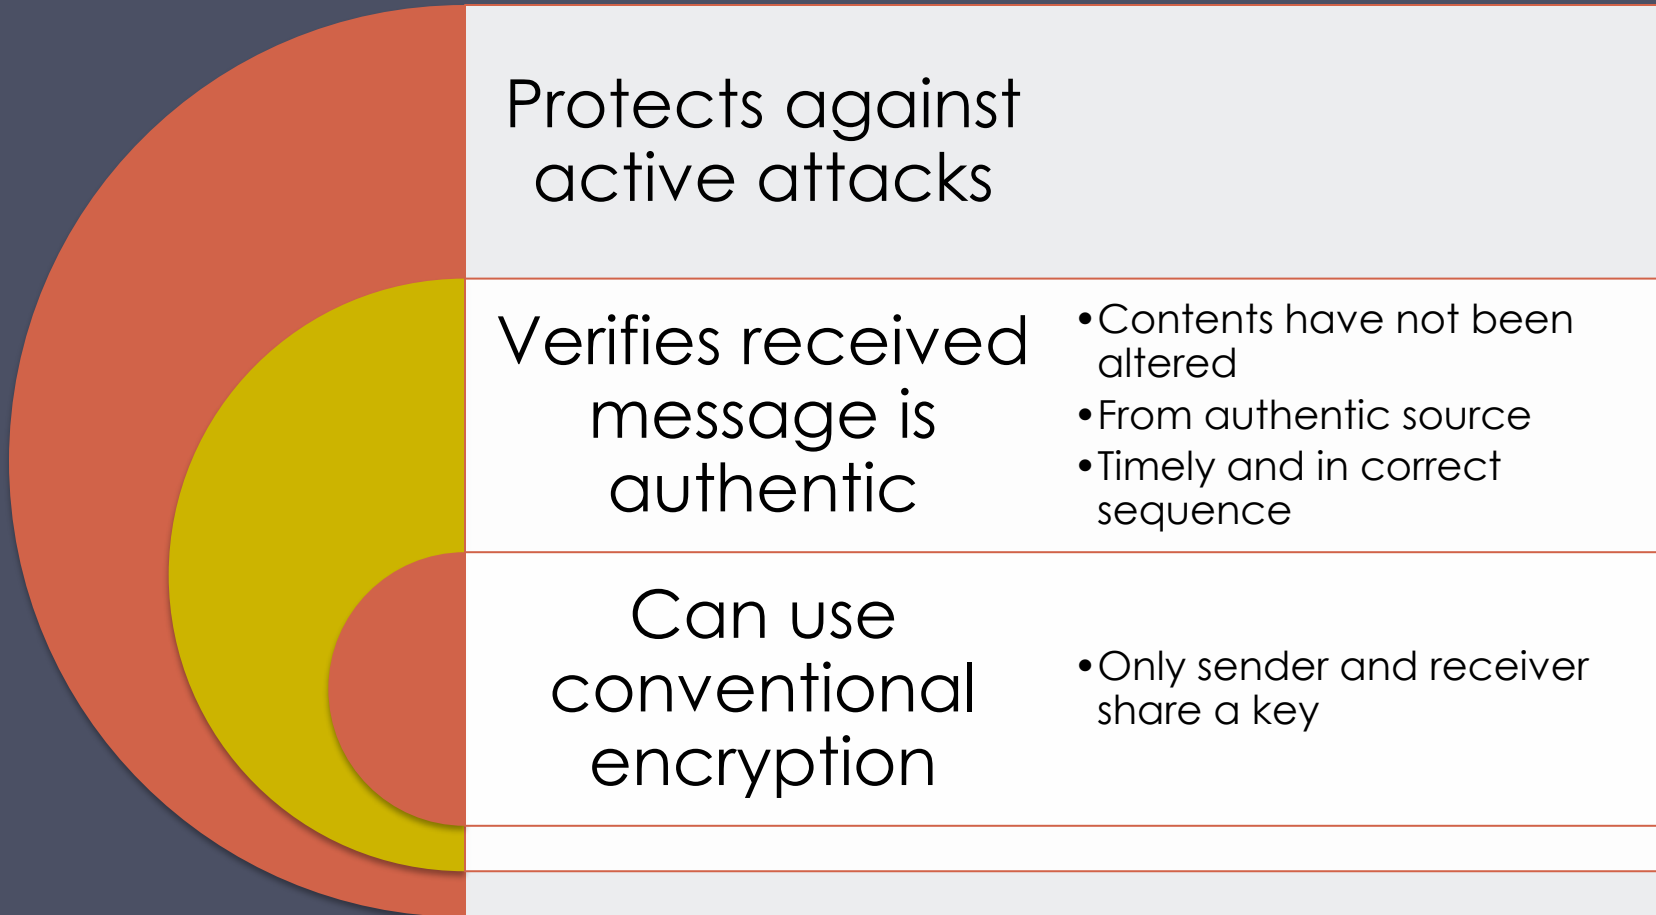 Protects against
active attacks
Verifies received
message is
authentic
•Contents have not been
altered
•From authentic source
•Timely and in correct
sequence
Can use
conventional
encryption
•Only sender and receiver
share a key